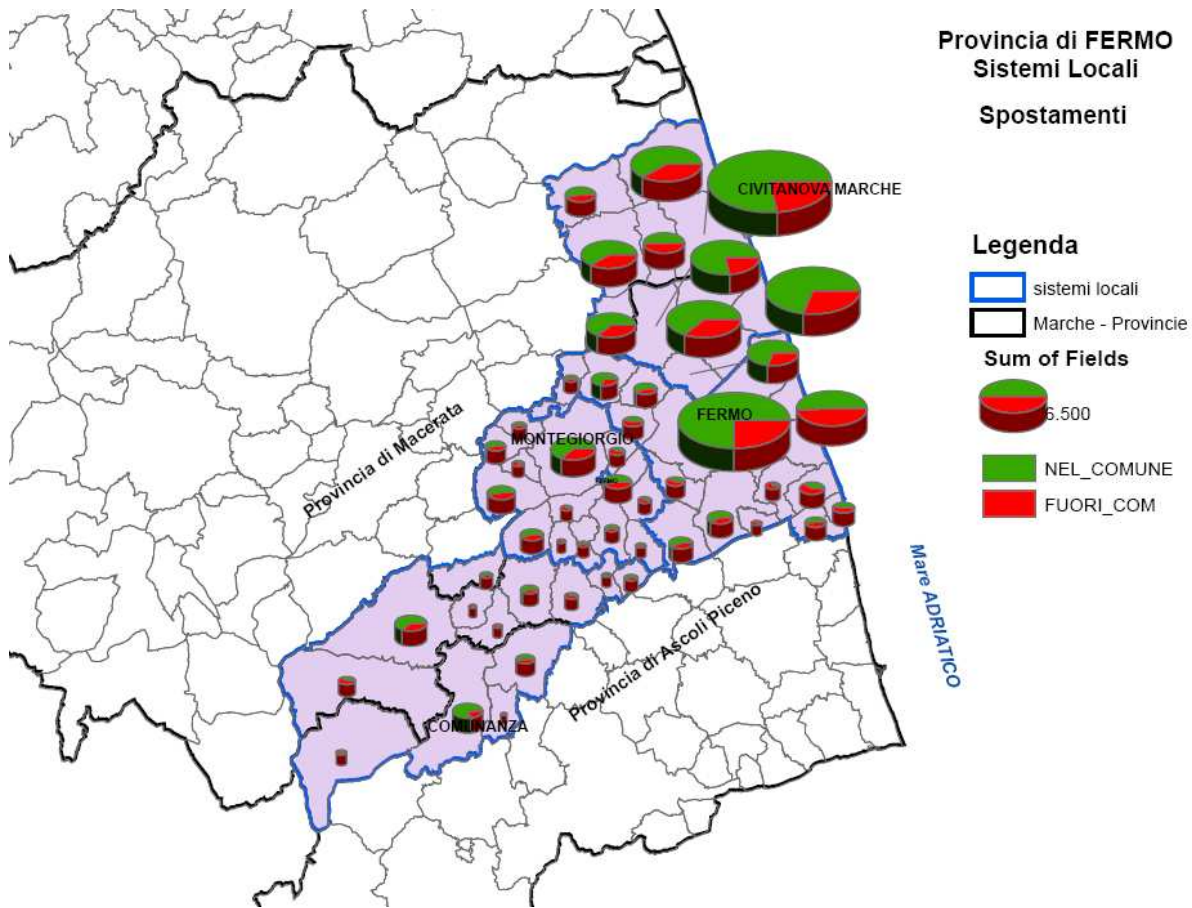 Provincia di FERMO
Sistemi Locali
Spostamenti
CIVITANOVA MARCHE
Legenda
sistemi locali
Marche - Provincie
Sum of Fields
6.500
NEL_COMUNE
FUORI_COM
FERMO
MONTEGIORGIO
Provincia di Macerata
Mare ADRIATICO
Provincia di Ascoli Piceno
COMUNANZA